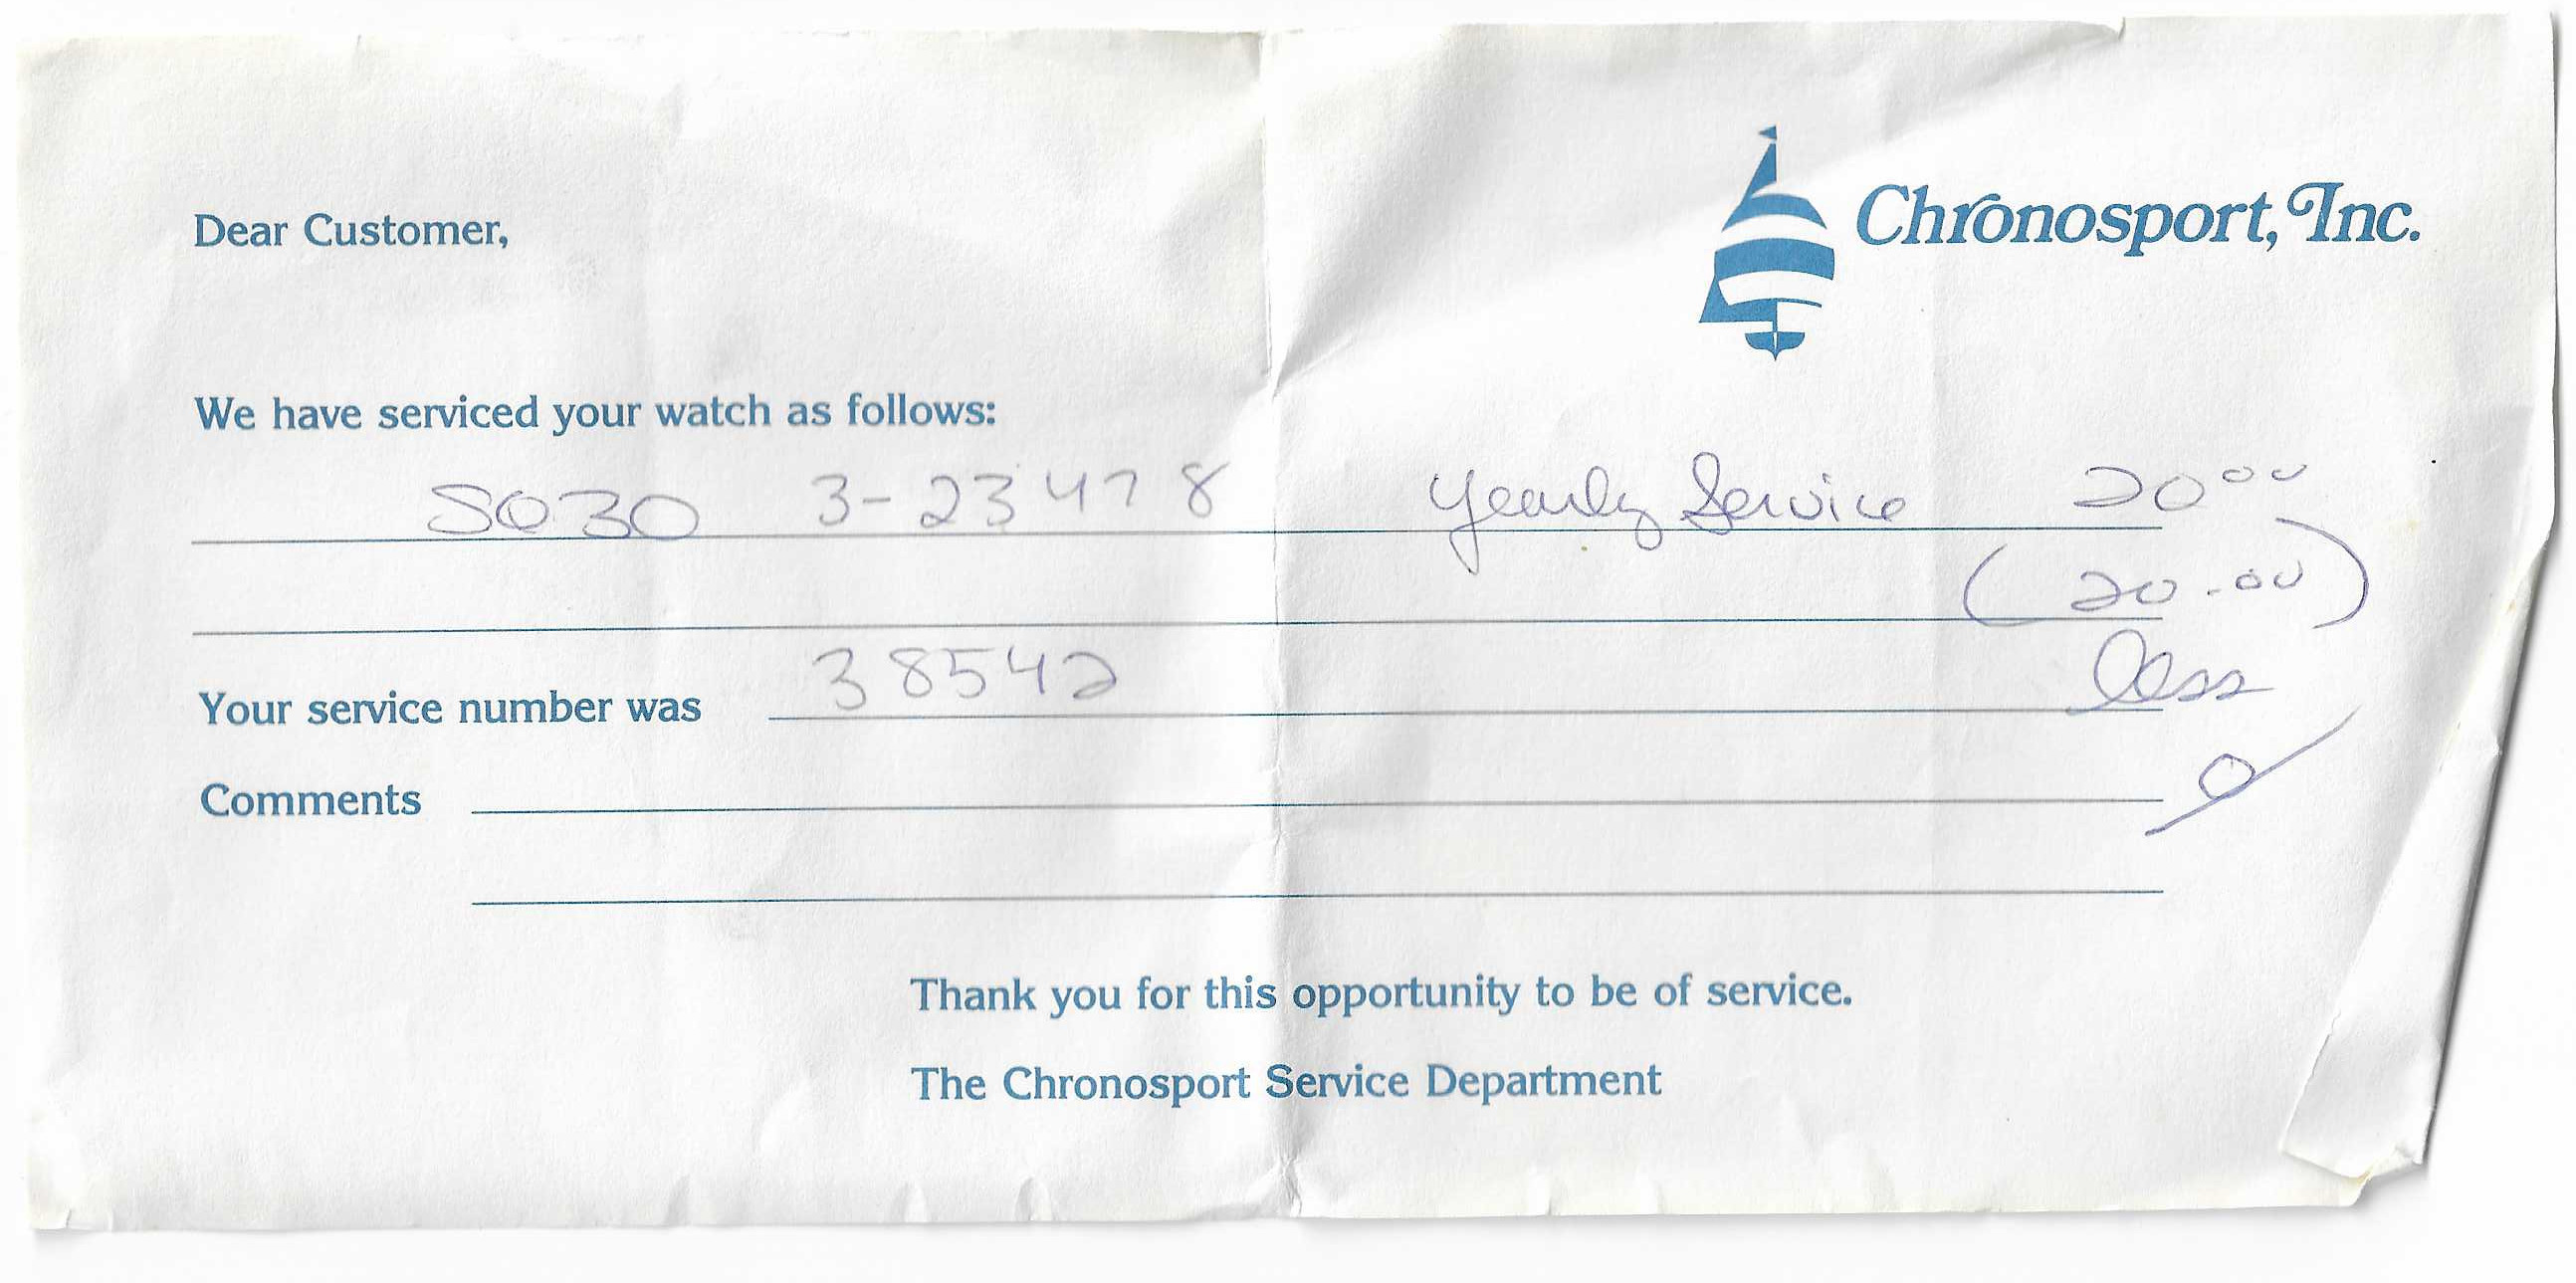 Chronosport, Inc.
Dear Customer,
We have serviced your watch as follows:
SQ30 3-23478 Yearly Service 20.00
(20.00)
Your service number was 38542 less
0
Comments
Thank you for this opportunity to be of service.
The Chronosport Service Department